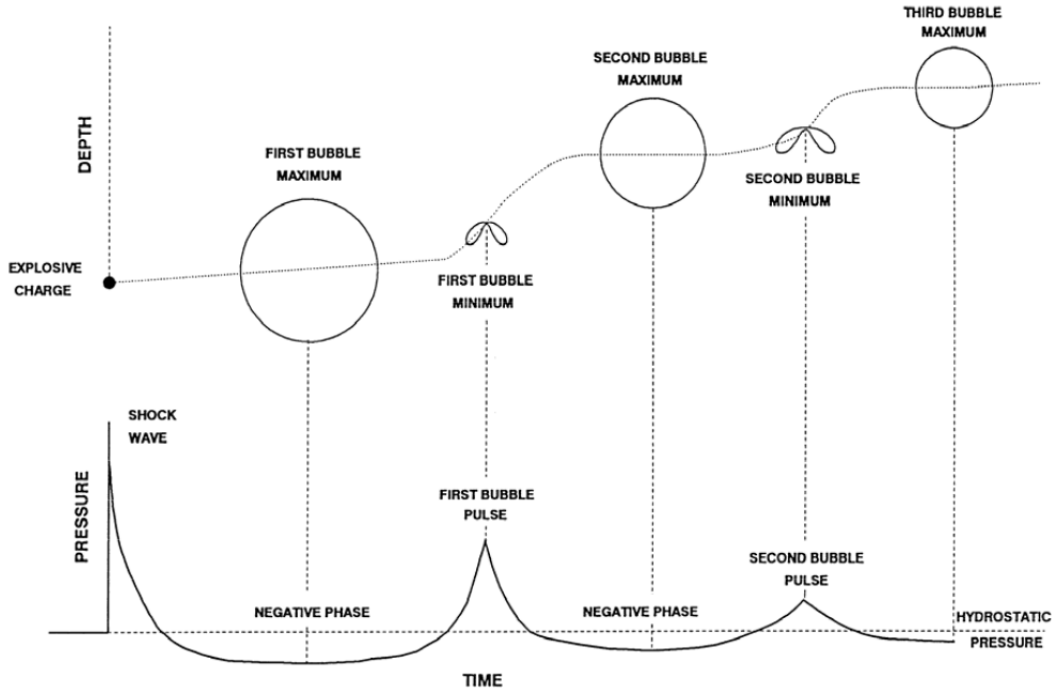 THIRD BUBBLE
MAXIMUM
SECOND BUBBLE
MAXIMUM
DEPTH
FIRST BUBBLE
MAXIMUM
SECOND BUBBLE
MINIMUM
EXPLOSIVE
CHARGE
FIRST BUBBLE
MINIMUM
SHOCK
WAVE
PRESSURE
FIRST BUBBLE
PULSE
SECOND BUBBLE
PULSE
NEGATIVE PHASE
NEGATIVE PHASE
HYDROSTATIC
PRESSURE
TIME